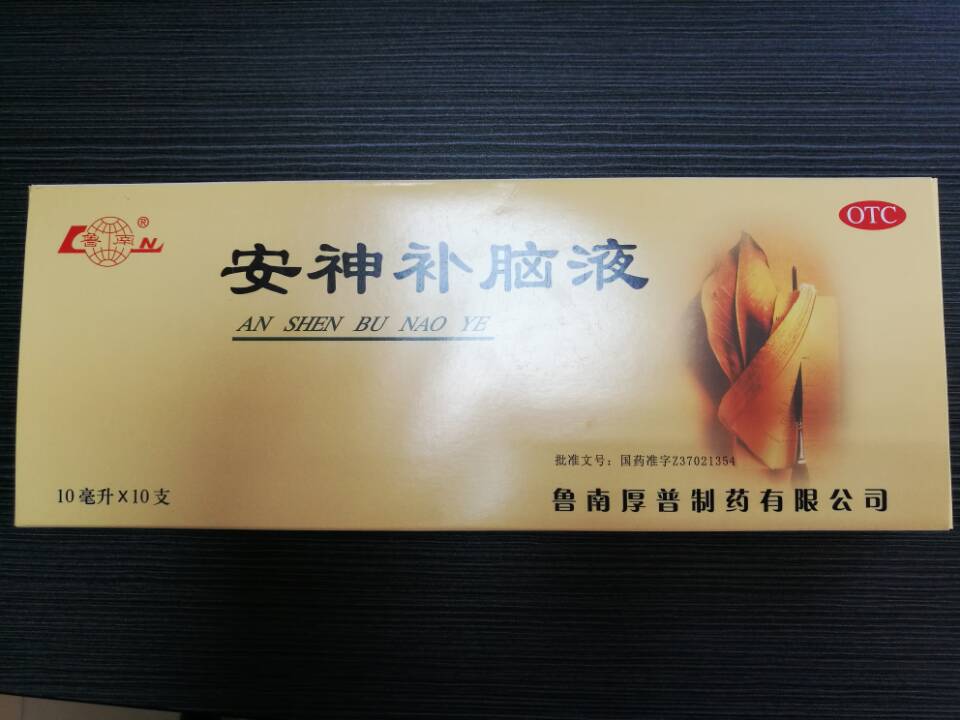 鲁南
N
®
OTC
安神补脑液
AN SHEN BU NAO YE
批准文号：国药准字Z37021354
10毫升X10支
鲁南厚普制药有限公司